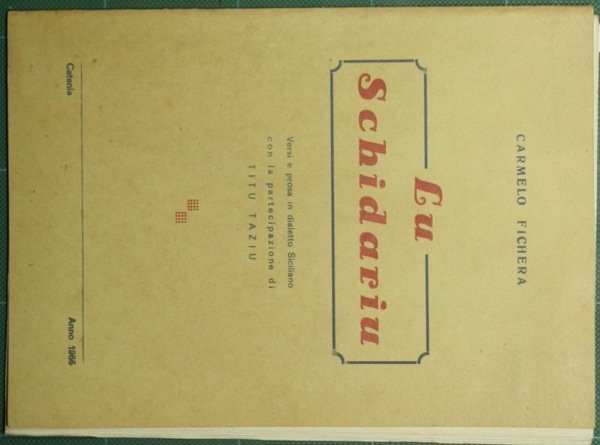 CARMELO FICHERA
Lu
Schidariu
Versi e prosa in dialetto Siciliano
con la partecipazione di
TITU TAZIU
Catania
Anno 1966